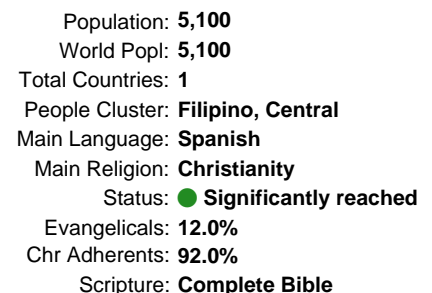 Population: 5,100
World Popl: 5,100
Total Countries: 1
People Cluster: Filipino, Central
Main Language: Spanish
Main Religion: Christianity
Status: Significantly reached
Evangelicals: 12.0%
Chr Adherents: 92.0%
Scripture: Complete Bible